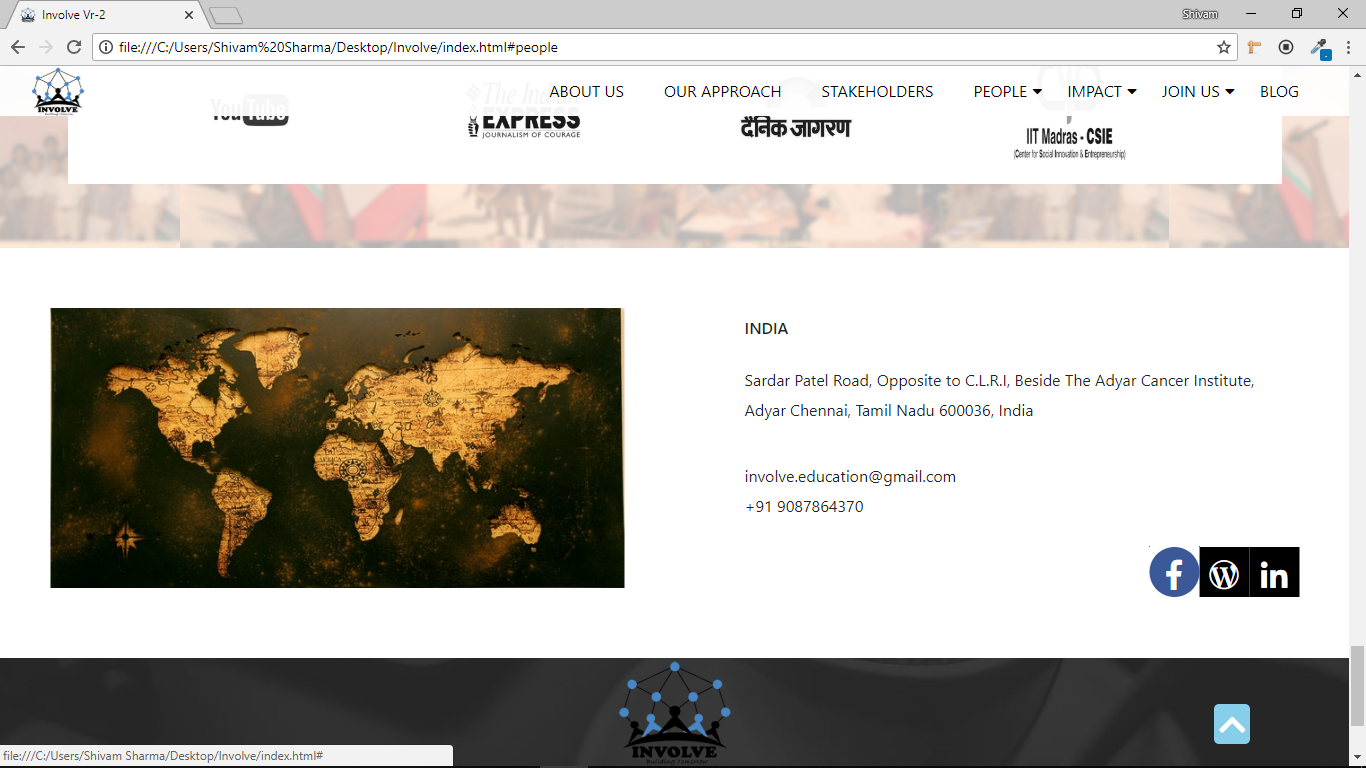 Involve Vr-2
Shivam
file:///C:/Users/Shivam%20Sharma/Desktop/Involve/index.html#people
INVOLVE
ABOUT US OUR APPROACH STAKEHOLDERS PEOPLE IMPACT JOIN US BLOG
YouTube
The Indian
EXPRESS
JOURNALISM OF COURAGE
दैनिक जागरण
IIT Madras - CSIE
(Center for Social Innovation & Entrepreneurship)
INDIA
Sardar Patel Road, Opposite to C.L.R.I, Beside The Adyar Cancer Institute,
Adyar Chennai, Tamil Nadu 600036, India
involve.education@gmail.com
+91 9087864370
f W in
INVOLVE
Building Tomorrow
file:///C:/Users/Shivam Sharma/Desktop/Involve/index.html#